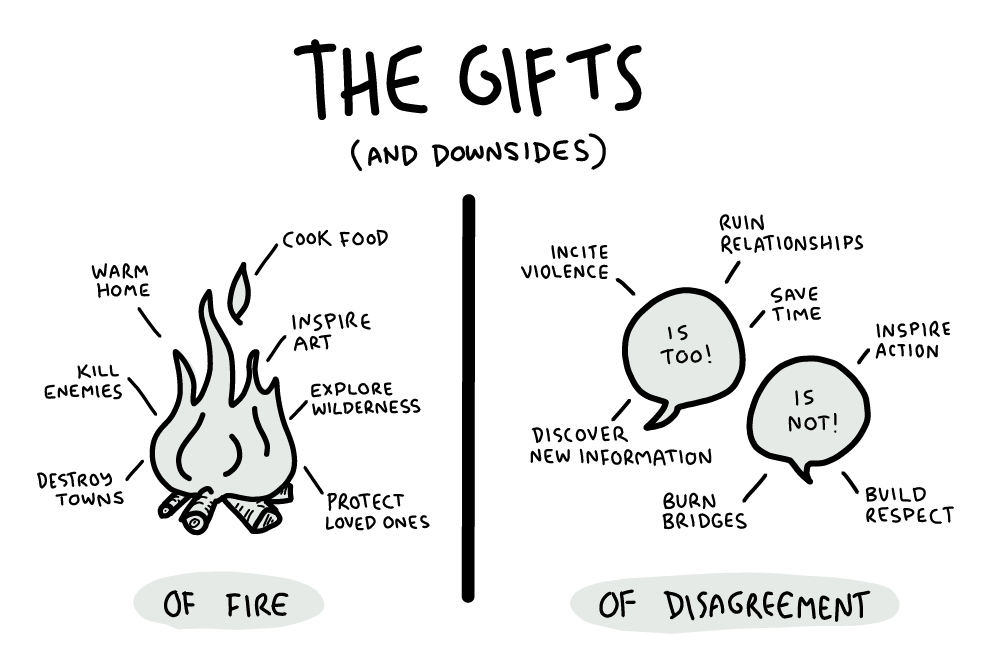 THE GIFTS
(AND DOWNSIDES)
COOK FOOD
WARM
HOME
INSPIRE
ART
KILL
ENEMIES
EXPLORE
WILDERNESS
DESTROY
TOWNS
PROTECT
LOVED ONES
OF FIRE
RUIN
RELATIONSHIPS
INCITE
VIOLENCE
SAVE
TIME
IS
TOO!
INSPIRE
ACTION
IS
NOT!
DISCOVER
NEW INFORMATION
BURN
BRIDGES
BUILD
RESPECT
OF DISAGREEMENT